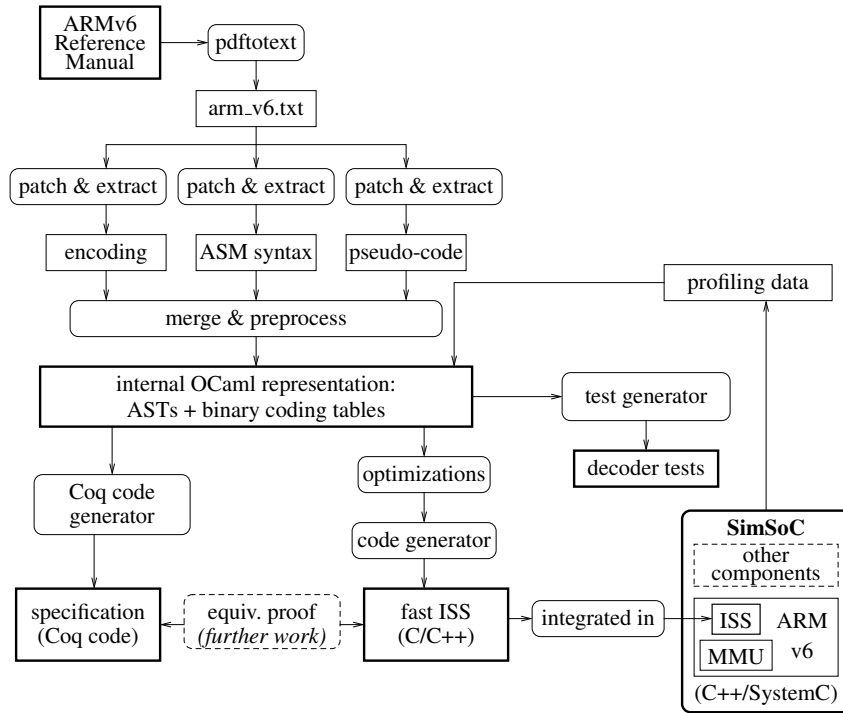 ARMv6
Reference
Manual
pdftotext
arm_v6.txt
patch & extract
patch & extract
patch & extract
encoding
ASM syntax
pseudo-code
merge & preprocess
profiling data
internal OCaml representation:
ASTs + binary coding tables
test generator
decoder tests
optimizations
Coq code
generator
code generator
specification
(Coq code)
equiv. proof
(further work)
fast ISS
(C/C++)
integrated in
SimSoC
other
components
ISS
MMU
ARM
v6
(C++/SystemC)